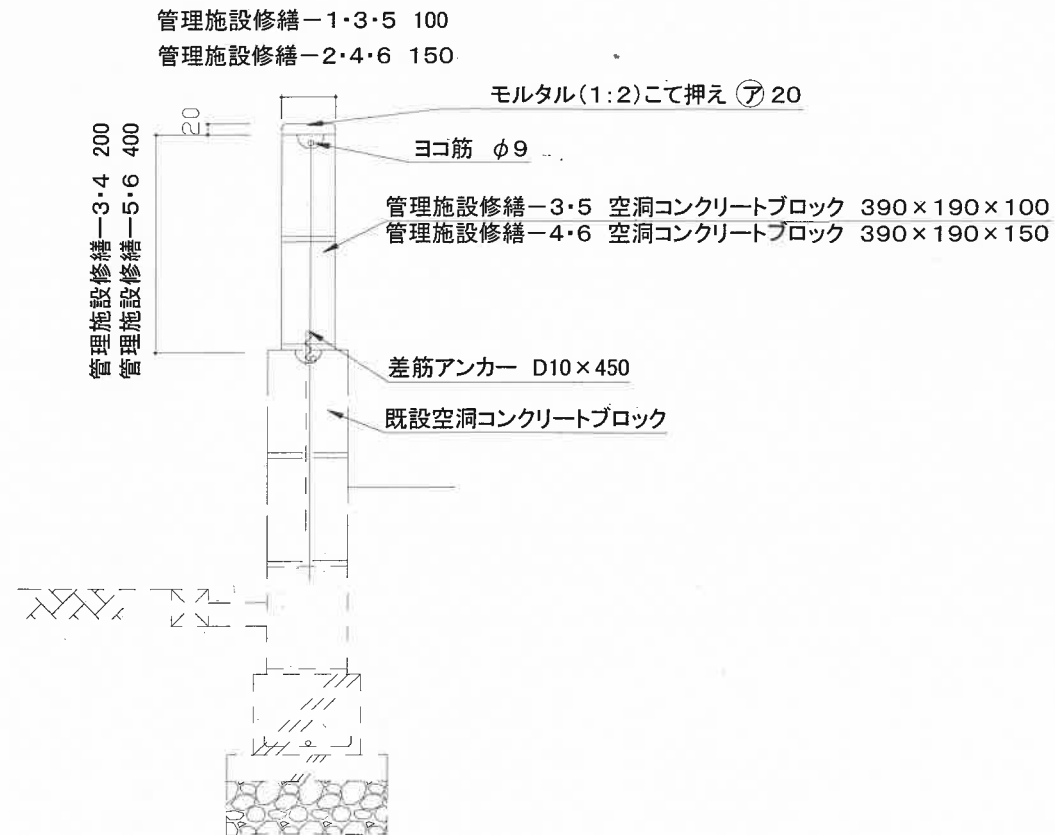 管理施設修繕－1・3・5 100
管理施設修繕－2・4・6 150
モルタル(1:2)こて押え ㋐ 20
20
ヨコ筋 φ9
管理施設修繕－3・4 200
管理施設修繕－5・6 400
管理施設修繕－3・5 空洞コンクリートブロック 390×190×100
管理施設修繕－4・6 空洞コンクリートブロック 390×190×150
差筋アンカー D10×450
既設空洞コンクリートブロック